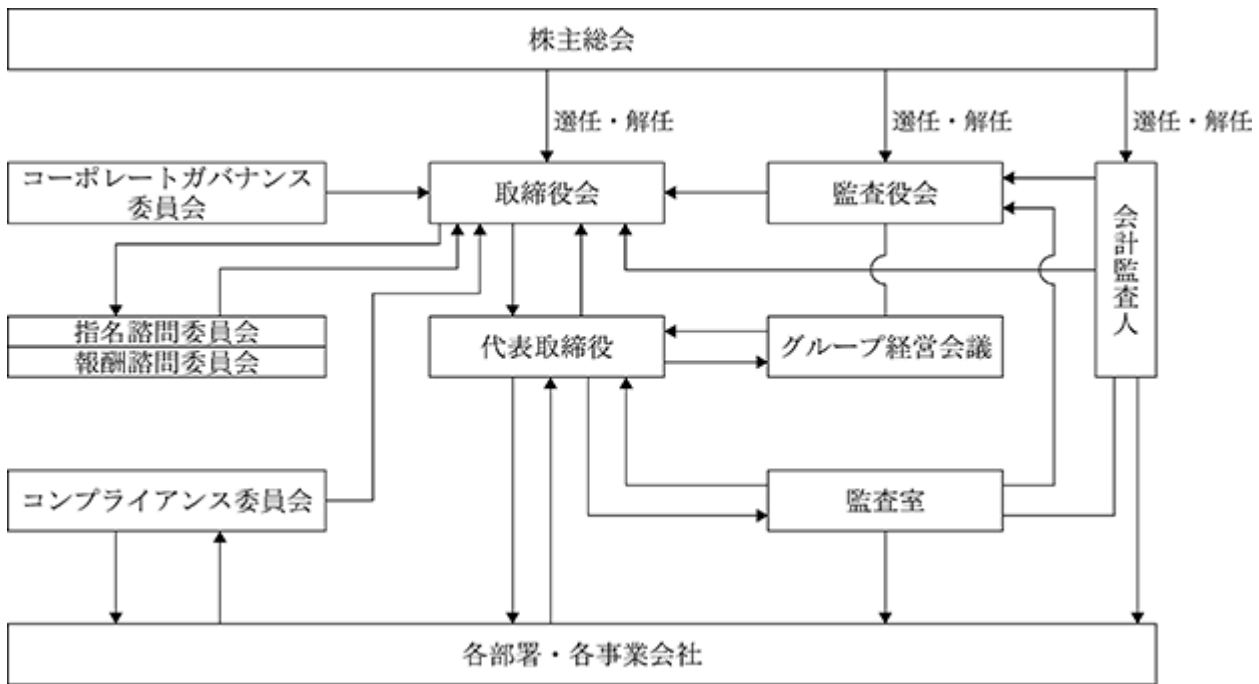 株主総会
選任・解任
選任・解任
選任・解任
コーポレートガバナンス
委員会
取締役会
監査役会
会計監査人
指名諮問委員会
報酬諮問委員会
代表取締役
グループ経営会議
コンプライアンス委員会
監査室
各部署・各事業会社